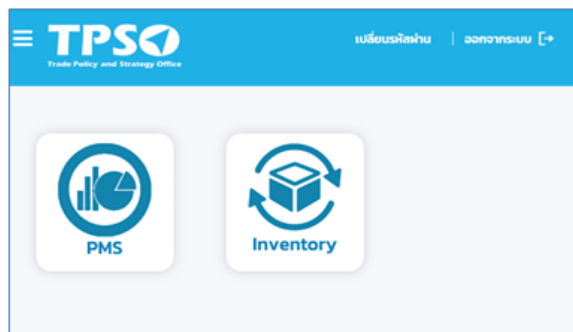 TPSO
Trade Policy and Strategy Office
เปลี่ยนรหัสผ่าน | ออกจากระบบ
PMS
Inventory